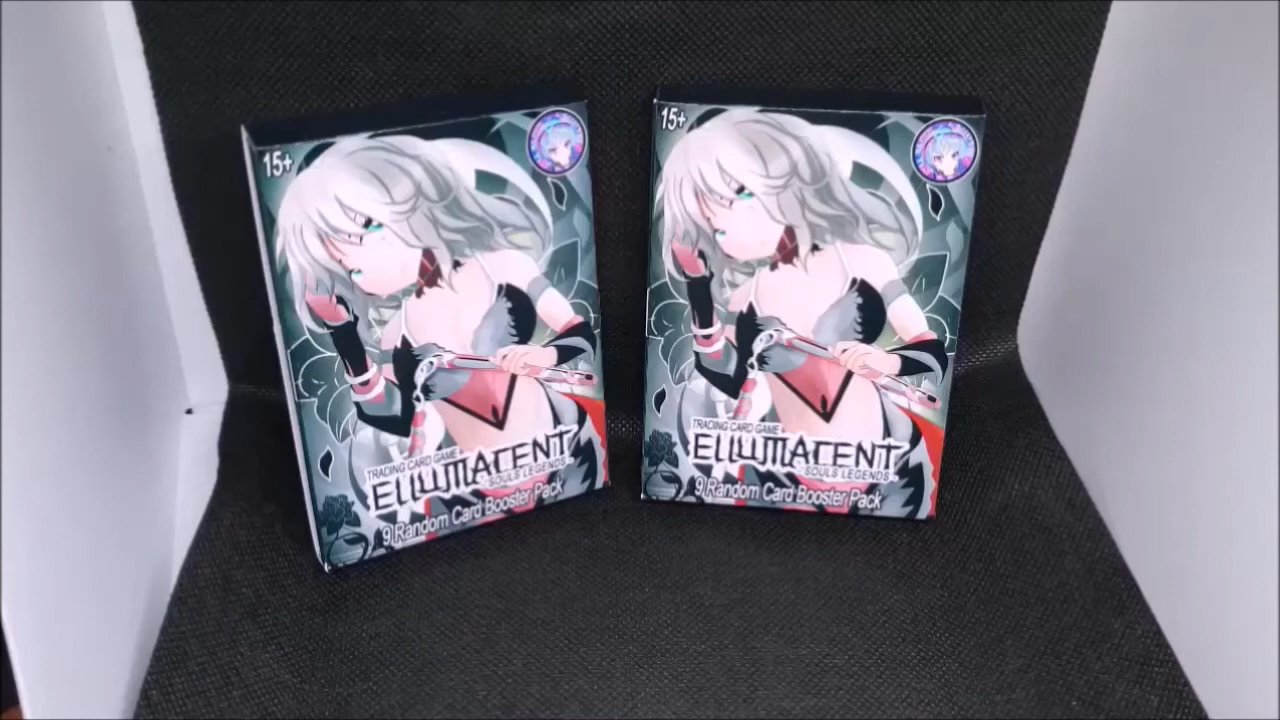 15+
TRADING CARD GAME
ELLUMACENT
SOULS LEGENDS
9 Random Card Booster Pack
15+
TRADING CARD GAME
ELLUMACENT
SOULS LEGENDS
9 Random Card Booster Pack